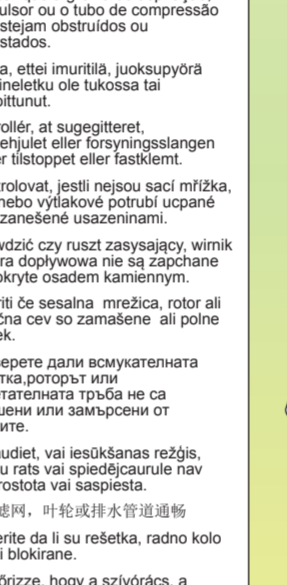 ulsor ou o tubo de compressão
stejam obstruídos ou
stados.
a, ettei imuritilä, juoksupyörä
ineletku ole tukossa tai
ittunut.
rollér, at sugegitteret,
ehjulet eller forsyningsslangen
r tilstoppet eller fastklemt.
rolovat, jestli nejsou sací mřížka,
nebo výtlakové potrubí ucpané
zanešené usazeninami.
wdzić czy ruszt zasysający, wirnik
ra dopływowa nie są zapchane
okryte osadem kamiennym.
riti če sesalna mrežica, rotor ali
čna cev so zamašene ali polne
ek.
верете дали всмукателната
тка,роторът или
тателната тръба не са
шени или замърсени от
ите.
udiet, vai iesūkšanas režģis,
u rats vai spiedējcaurule nav
rostota vai saspiesta.
滤网，叶轮或排水管道通畅
erite da li su rešetka, radno kolo
i blokirane.
őrizze, hogy a szívórács, a